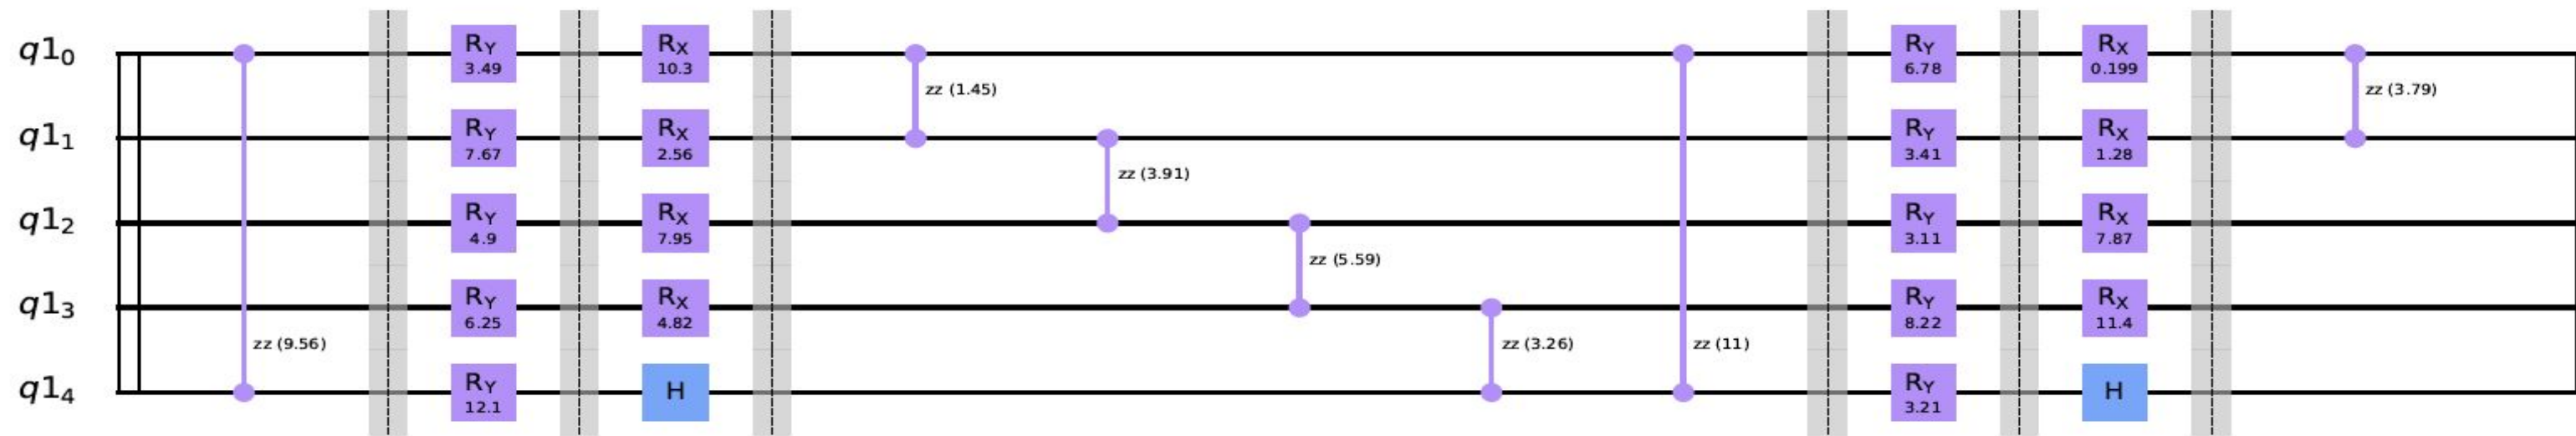 q1₀
R_Y
3.49
R_X
10.3
zz (1.45)
R_Y
6.78
R_X
0.199
zz (3.79)
q1₁
R_Y
7.67
R_X
2.56
zz (3.91)
R_Y
3.41
R_X
1.28
q1₂
R_Y
4.9
R_X
7.95
zz (5.59)
R_Y
3.11
R_X
7.87
q1₃
R_Y
6.25
R_X
4.82
R_Y
8.22
R_X
11.4
zz (9.56)
zz (3.26)
zz (11)
q1₄
R_Y
12.1
H
R_Y
3.21
H